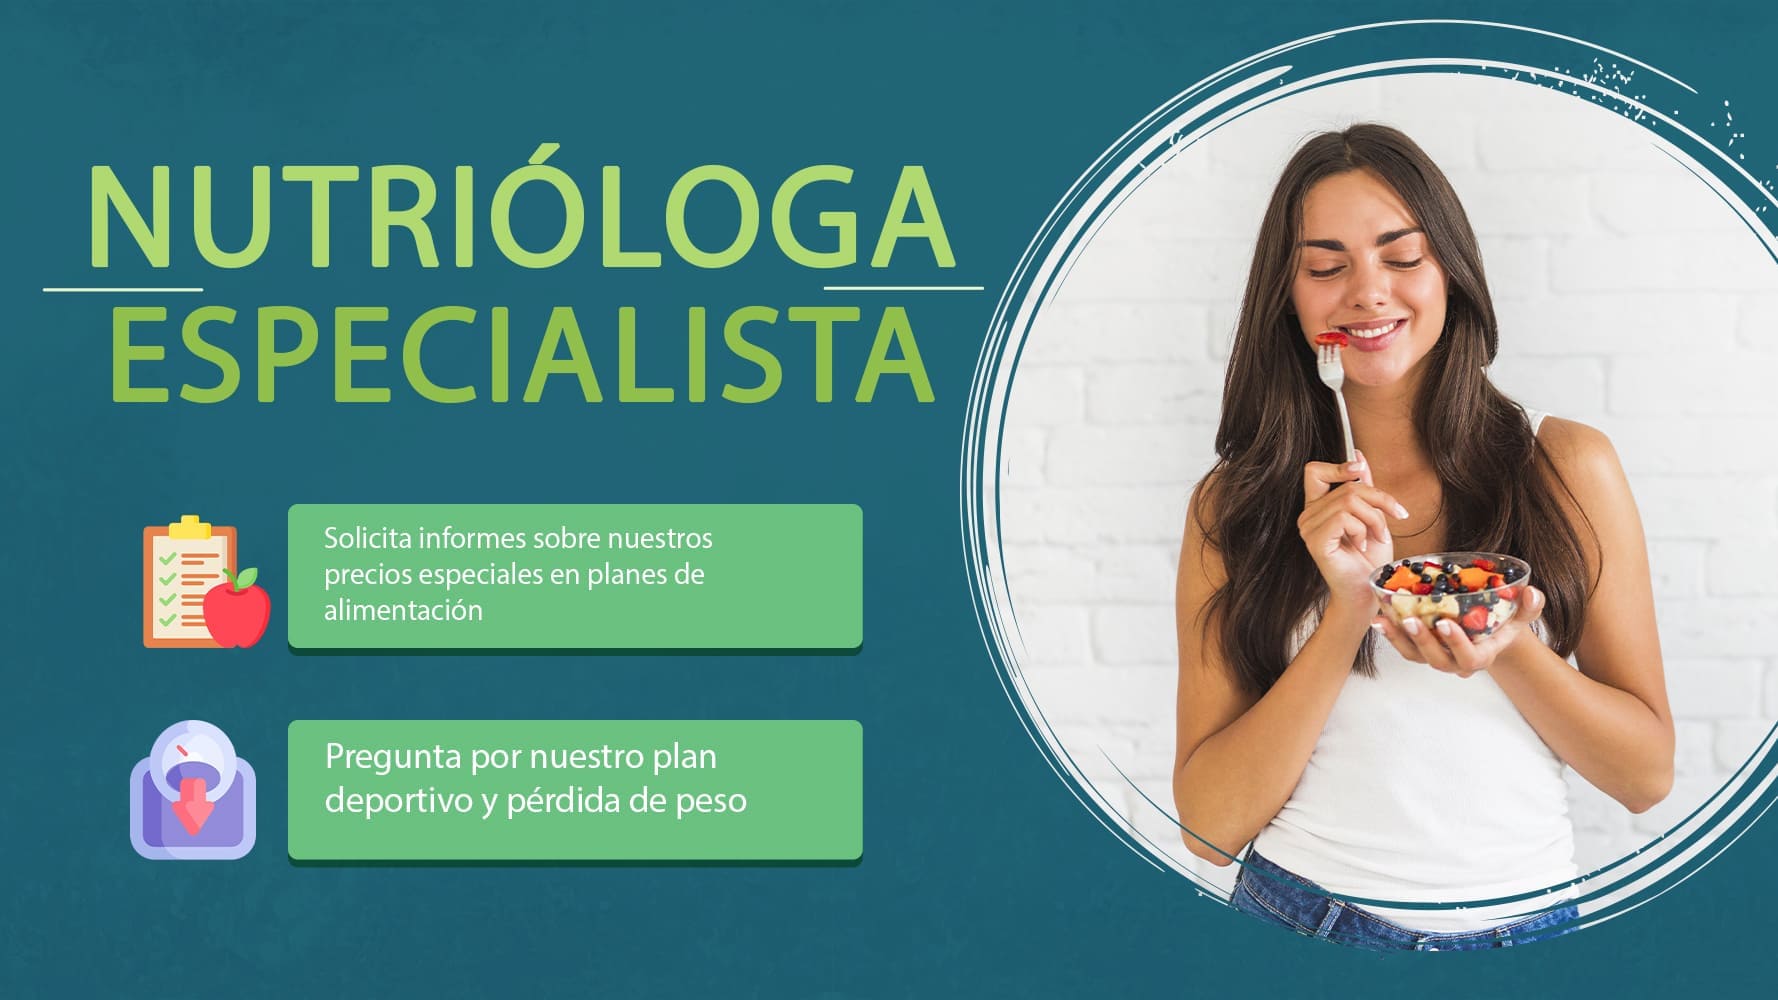 NUTRIÓLOGA
ESPECIALISTA
Solicita informes sobre nuestros
precios especiales en planes de
alimentación
Pregunta por nuestro plan
deportivo y pérdida de peso